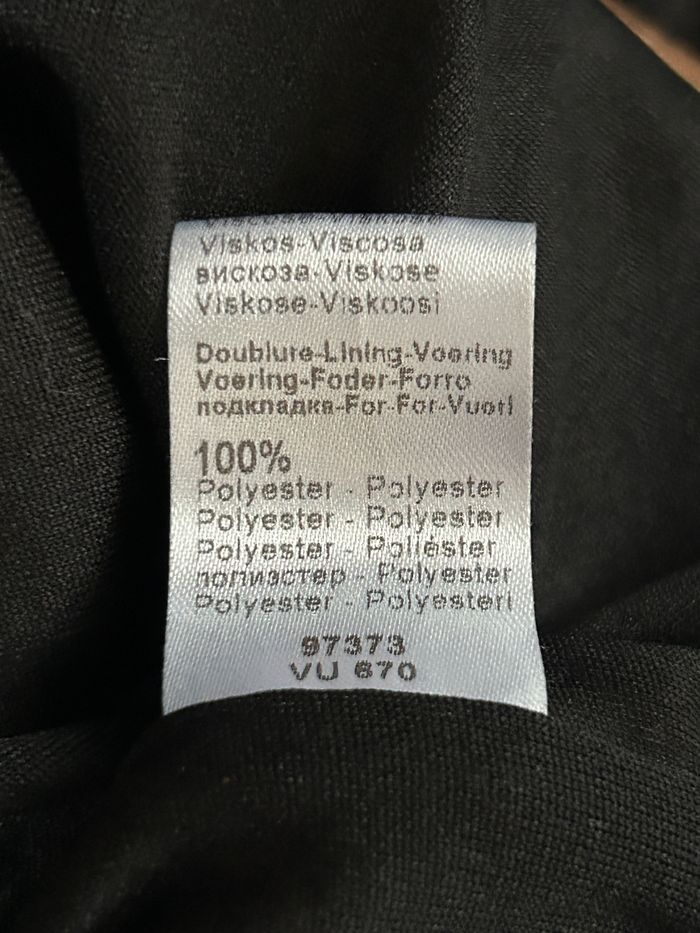 Viskos-Viscosa
вискоза-Viskose
Viskose-Viskoosi
Doublure-Lining-Voering
Voering-Foder-Forro
подкладка-For-For-Vuori
100%
Polyester - Polyester
Polyester - Polyester
Polyester - Poliéster
полиэстер - Polyester
Polyester - Polyesteri
97373
VU 670